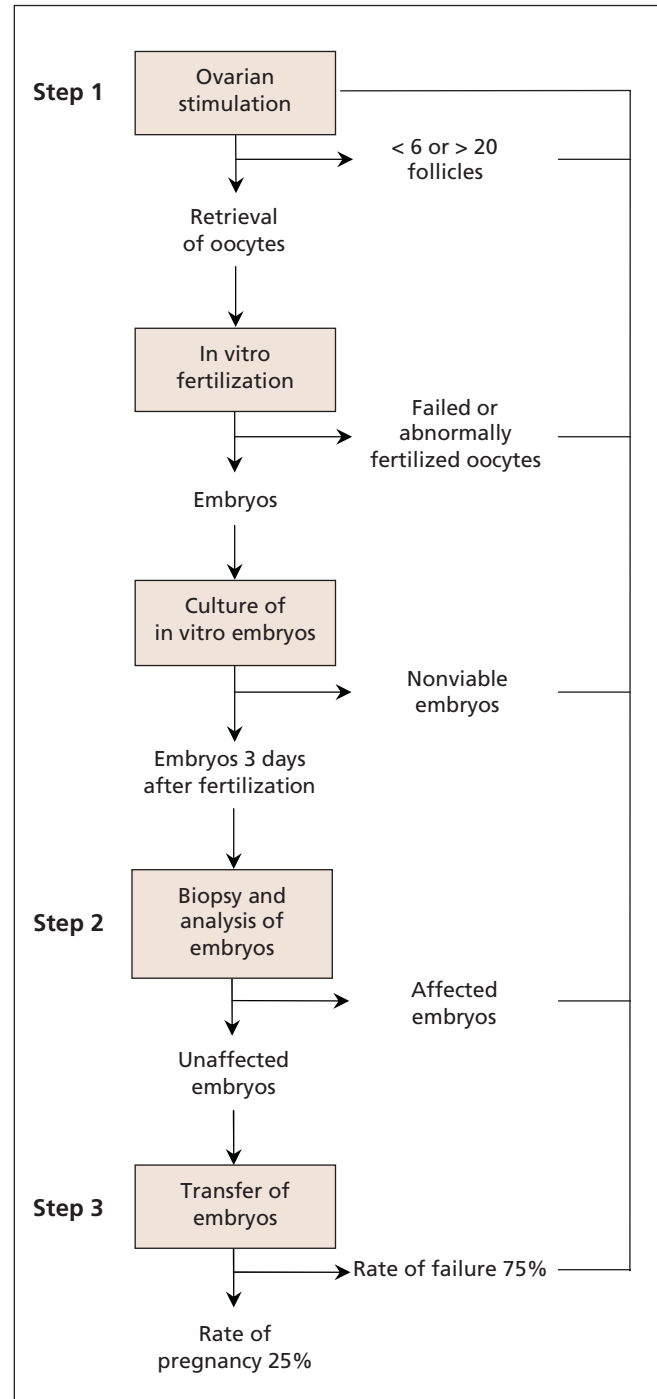 Step 1
Ovarian
stimulation
< 6 or > 20
follicles
Retrieval
of oocytes
In vitro
fertilization
Failed or
abnormally
fertilized oocytes
Embryos
Culture of
in vitro embryos
Nonviable
embryos
Embryos 3 days
after fertilization
Step 2
Biopsy and
analysis of
embryos
Affected
embryos
Unaffected
embryos
Step 3
Transfer of
embryos
Rate of failure 75%
Rate of
pregnancy 25%